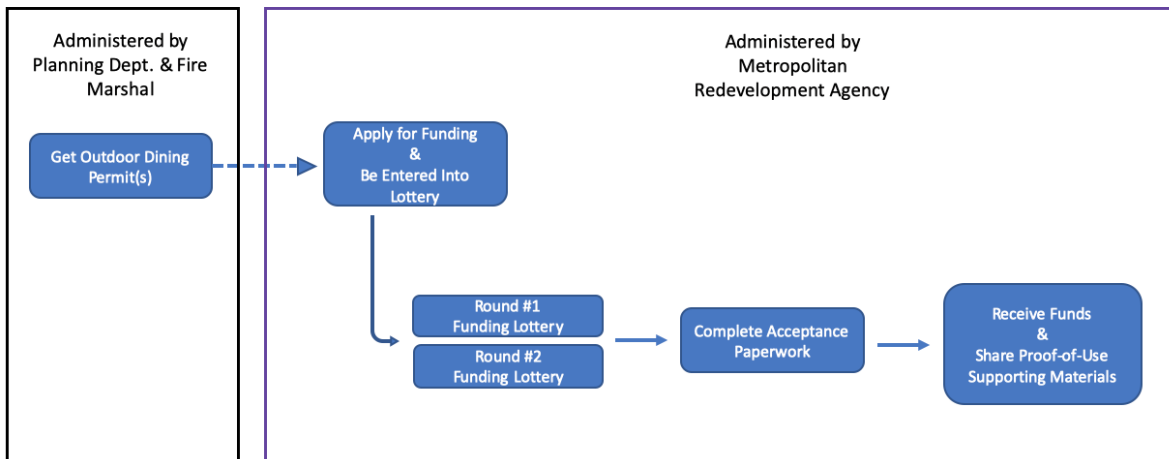 Administered by
Planning Dept. & Fire
Marshal
Get Outdoor Dining
Permit(s)
Administered by
Metropolitan
Redevelopment Agency
Apply for Funding
&
Be Entered Into
Lottery
Round #1
Funding Lottery
Round #2
Funding Lottery
Complete Acceptance
Paperwork
Receive Funds
&
Share Proof-of-Use
Supporting Materials